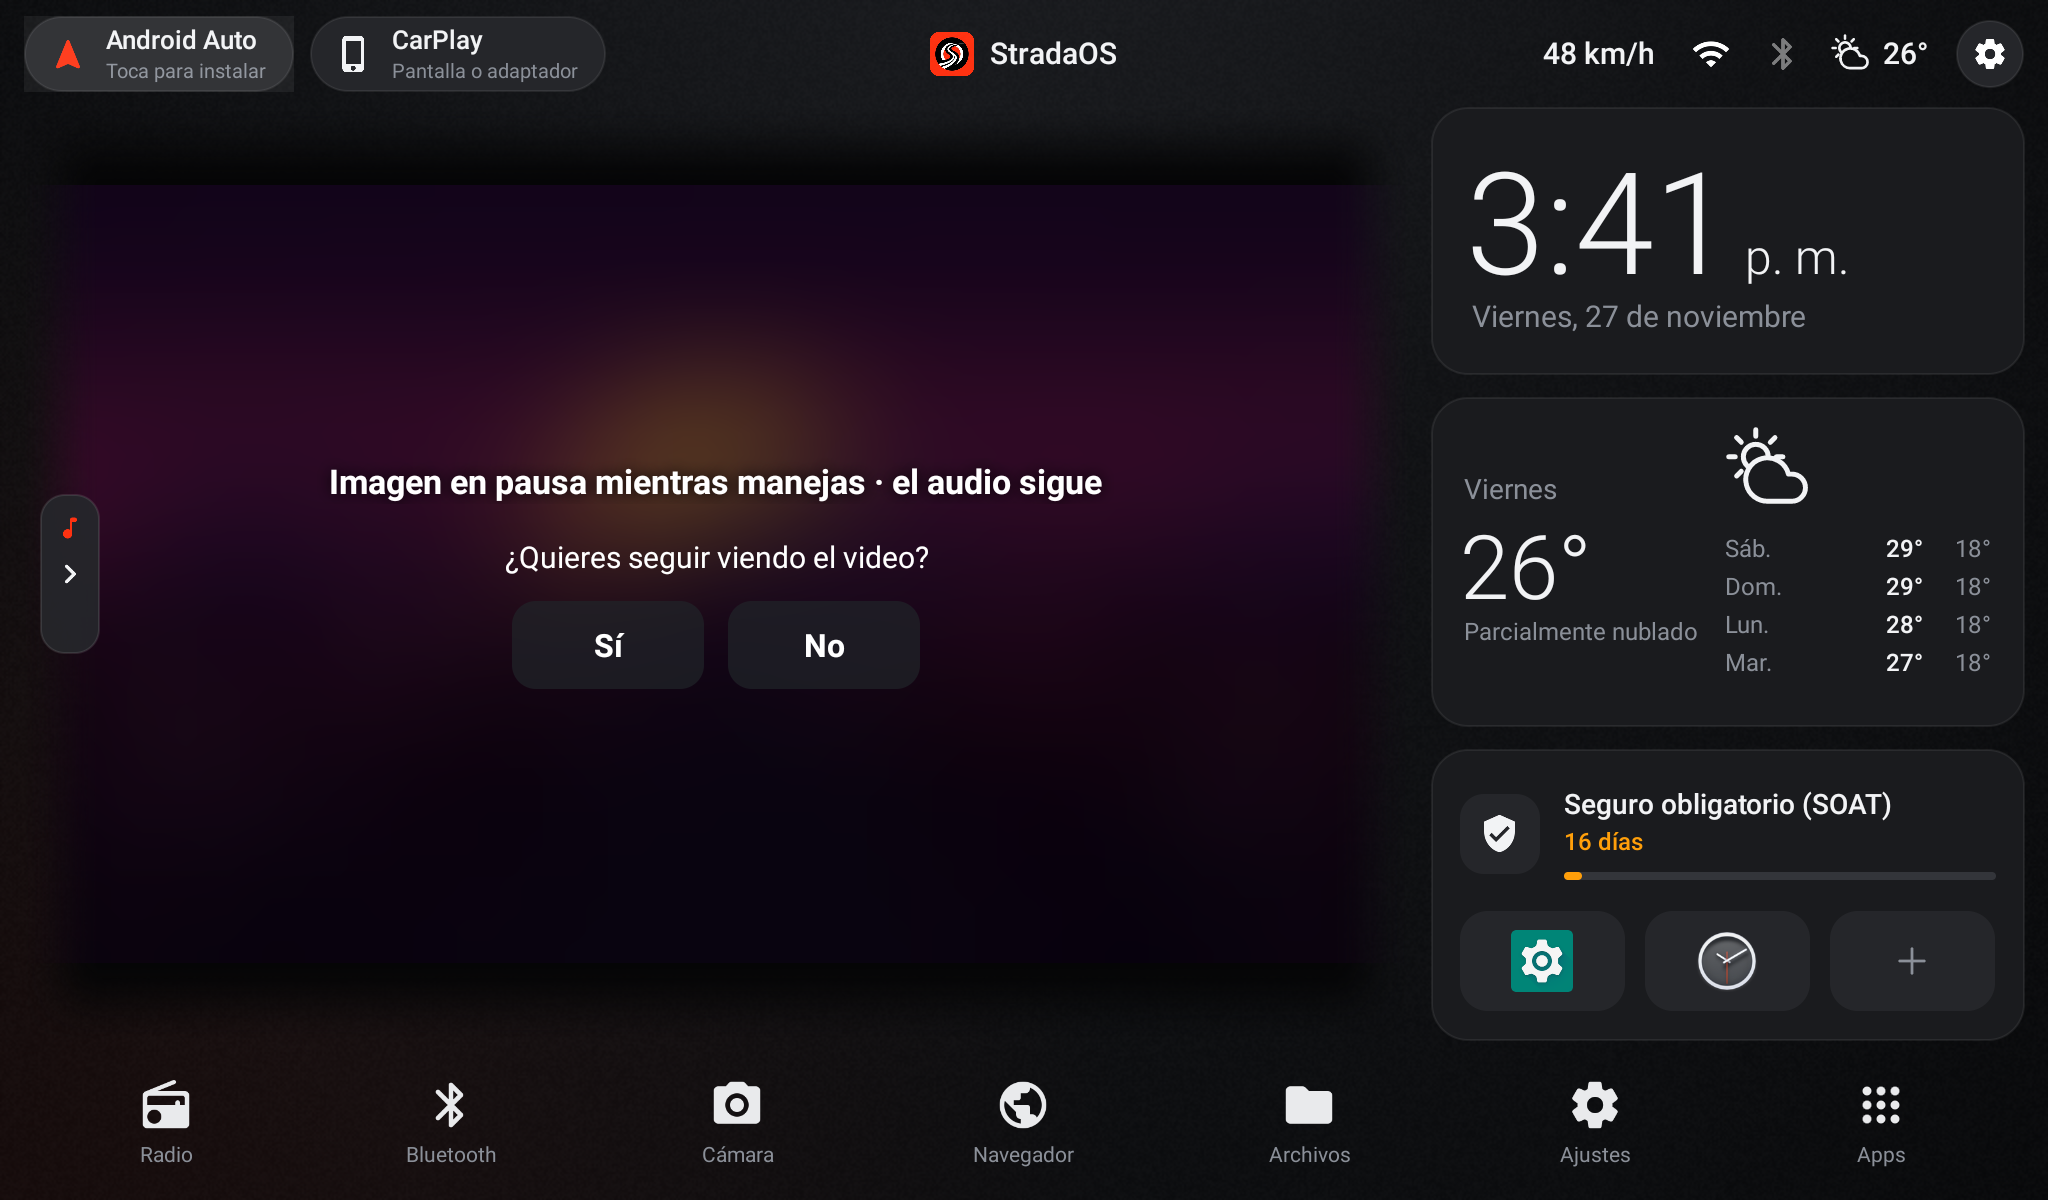 Android Auto
Toca para instalar
CarPlay
Pantalla o adaptador
StradaOS
48 km/h
26°
3:41 p. m.
Viernes, 27 de noviembre
Imagen en pausa mientras manejas · el audio sigue
¿Quieres seguir viendo el video?
Sí
No
Viernes
26°
Parcialmente nublado
Sáb. 29° 18°
Dom. 29° 18°
Lun. 28° 18°
Mar. 27° 18°
Seguro obligatorio (SOAT)
16 días
Radio
Bluetooth
Cámara
Navegador
Archivos
Ajustes
Apps